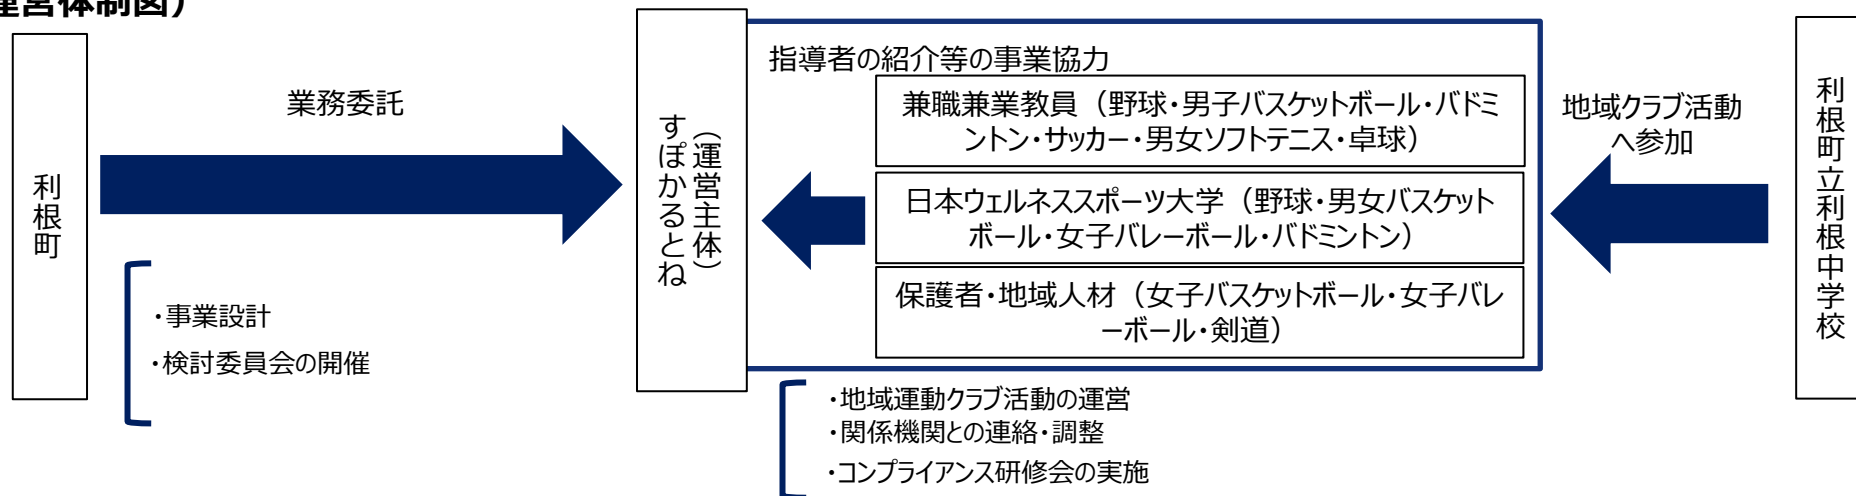 運営体制図）
利根町
業務委託
・事業設計
・検討委員会の開催
（運営主体）
すぽかるとね
指導者の紹介等の事業協力
兼職兼業教員（野球・男子バスケットボール・バドミ
ントン・サッカー・男女ソフトテニス・卓球）
日本ウェルネススポーツ大学（野球・男女バスケット
ボール・女子バレーボール・バドミントン）
保護者・地域人材（女子バスケットボール・女子バレ
ーボール・剣道）
・地域運動クラブ活動の運営
・関係機関との連絡・調整
・コンプライアンス研修会の実施
地域クラブ活動
へ参加
利根町立利根中学校